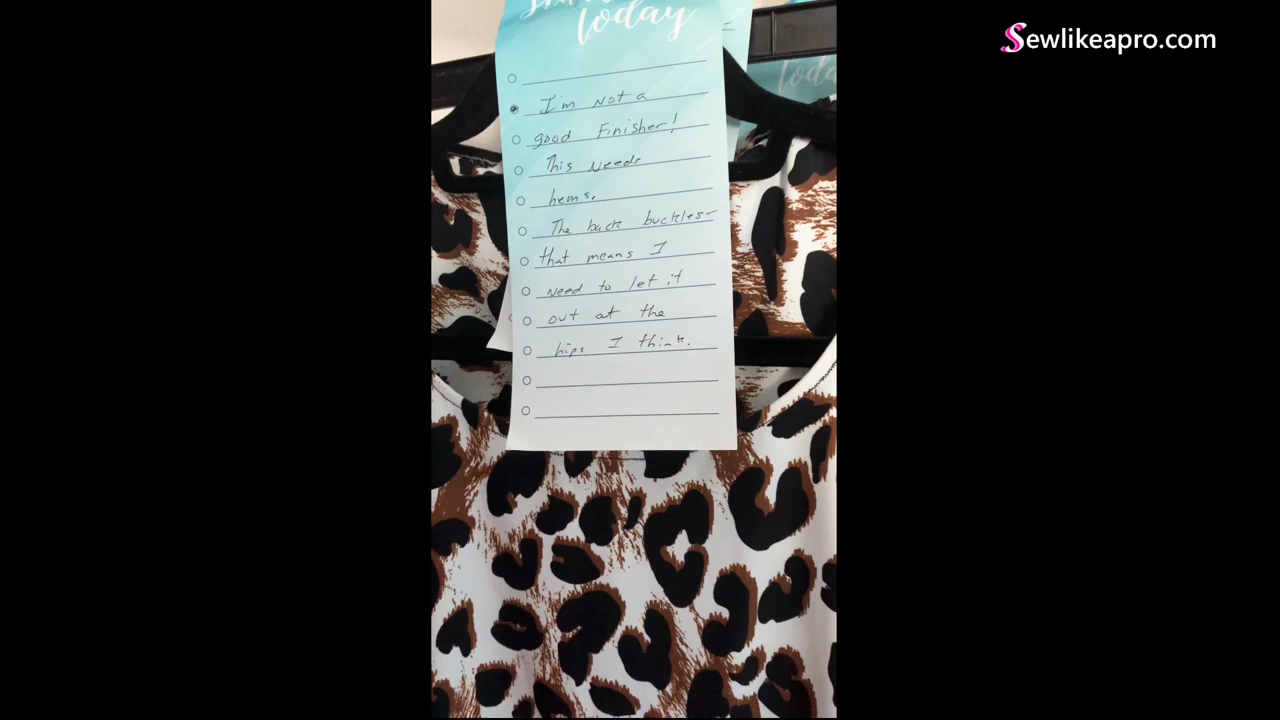 Sewlikeapro.com
today
I'm Not a
good Finisher!
This Needs
hems.
The back buckles-
that means I
need to let it
out at the
hips I think.